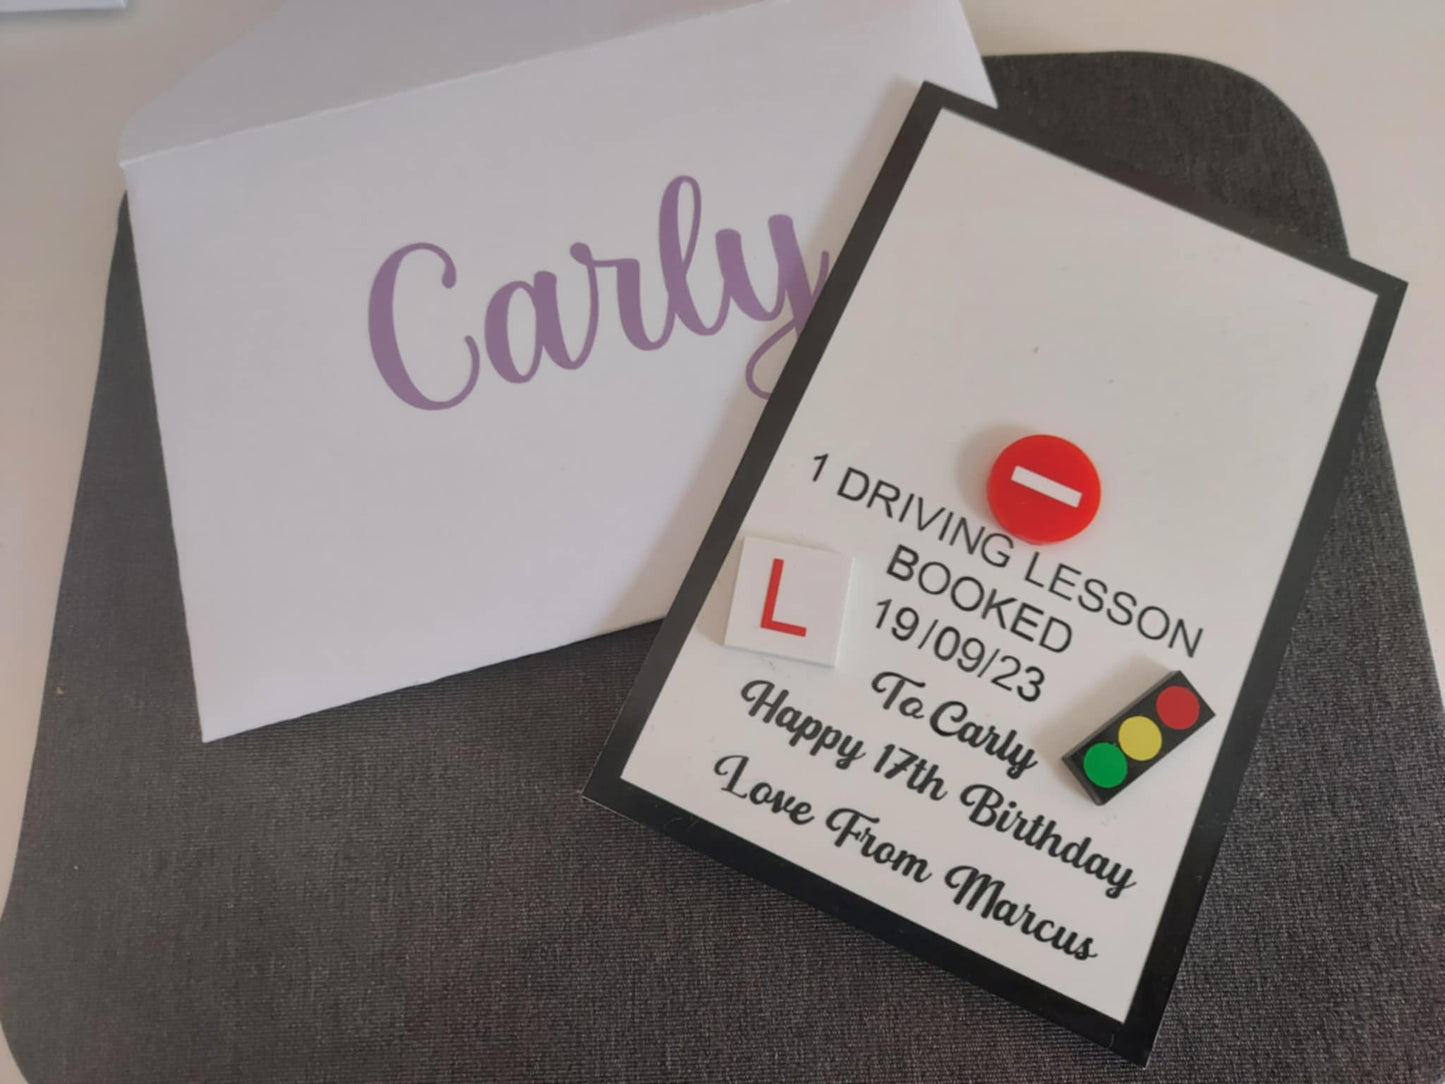 Carly
1 DRIVING LESSON
BOOKED
19/09/23
L
To Carly
Happy 17th Birthday
Love From Marcus